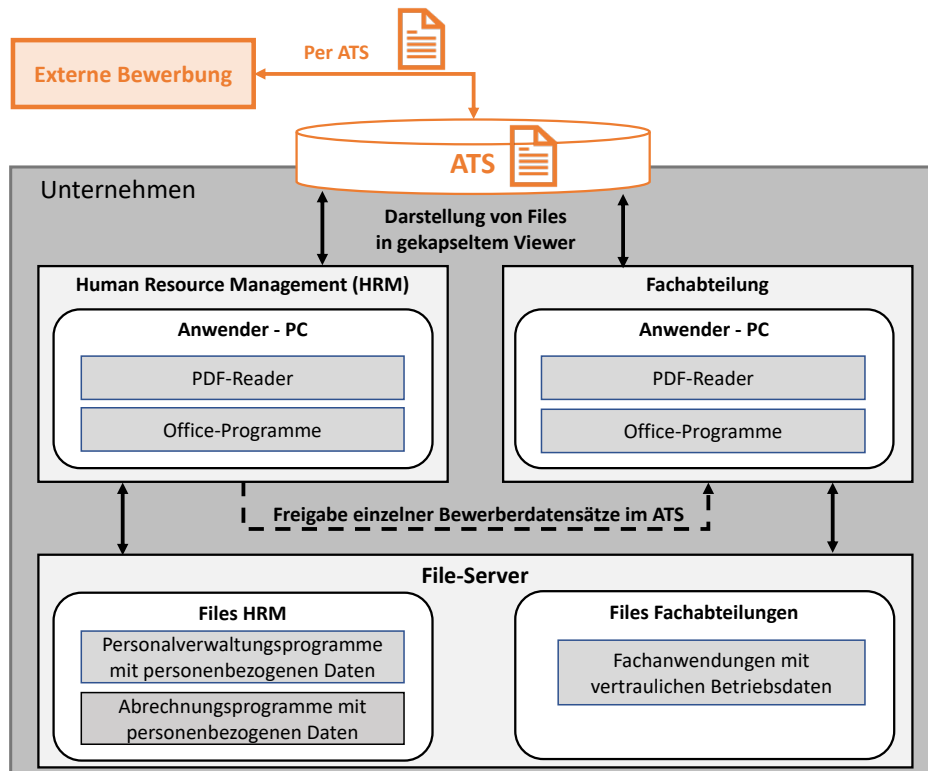 Per ATS
Externe Bewerbung
ATS
Unternehmen
Darstellung von Files
in gekapseltem Viewer
Human Resource Management (HRM)
Anwender - PC
PDF-Reader
Office-Programme
Fachabteilung
Anwender - PC
PDF-Reader
Office-Programme
Freigabe einzelner Bewerberdatensätze im ATS
File-Server
Files HRM
Personalverwaltungsprogramme
mit personenbezogenen Daten
Abrechnungsprogramme mit
personenbezogenen Daten
Files Fachabteilungen
Fachanwendungen mit
vertraulichen Betriebsdaten